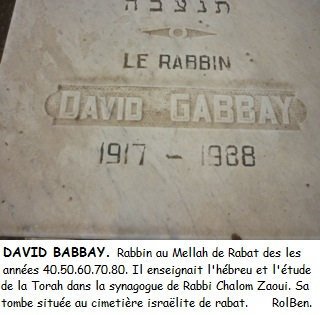 תנצבה
LE RABBIN
DAVID GABBAY
1917 - 1988
DAVID BABBAY. Rabbin au Mellah de Rabat des les
années 40.50.60.70.80. Il enseignait l'hébreu et l'étude
de la Torah dans la synagogue de Rabbi Chalom Zaoui. Sa
tombe située au cimetière israëlite de rabat. RolBen.